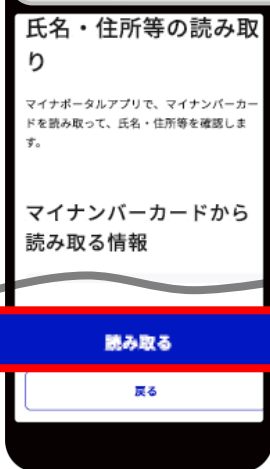 氏名・住所等の読み取
り
マイナポータルアプリで、マイナンバーカー
ドを読み取って、氏名・住所等を確認しま
す。
マイナンバーカードから
読み取る情報
読み取る
戻る